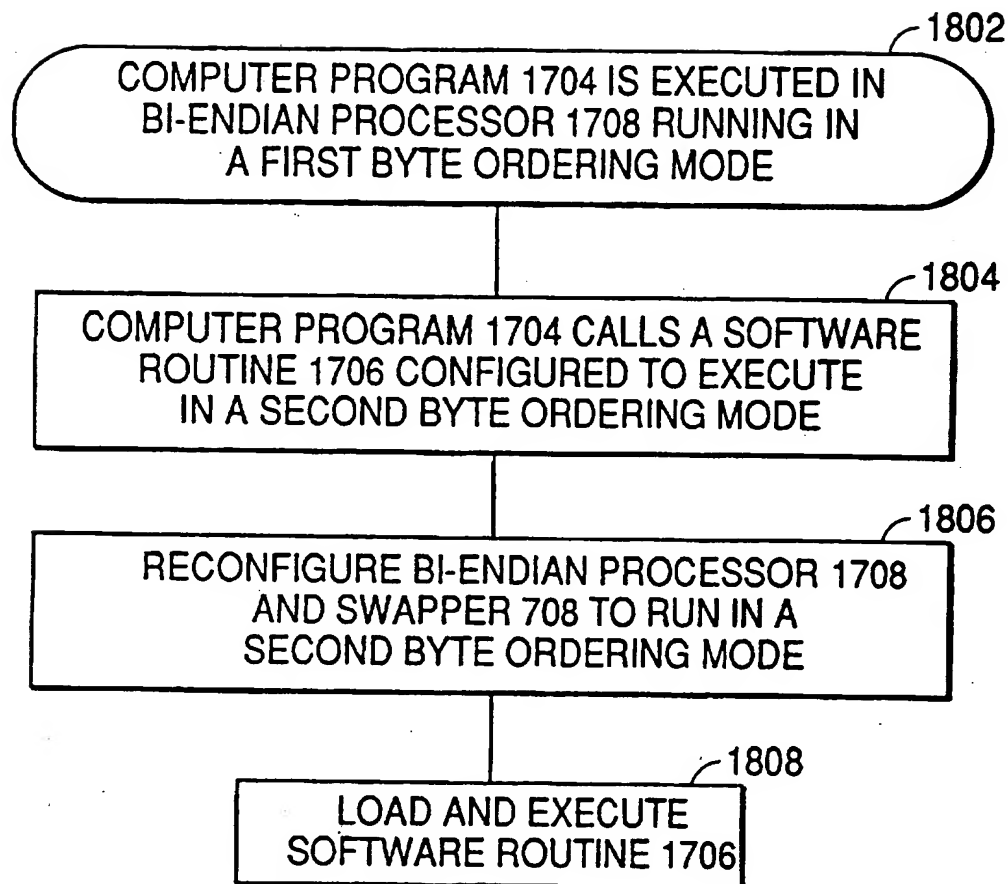 1802
COMPUTER PROGRAM 1704 IS EXECUTED IN
BI-ENDIAN PROCESSOR 1708 RUNNING IN
A FIRST BYTE ORDERING MODE
1804
COMPUTER PROGRAM 1704 CALLS A SOFTWARE
ROUTINE 1706 CONFIGURED TO EXECUTE
IN A SECOND BYTE ORDERING MODE
1806
RECONFIGURE BI-ENDIAN PROCESSOR 1708
AND SWAPPER 708 TO RUN IN A
SECOND BYTE ORDERING MODE
1808
LOAD AND EXECUTE
SOFTWARE ROUTINE 1706